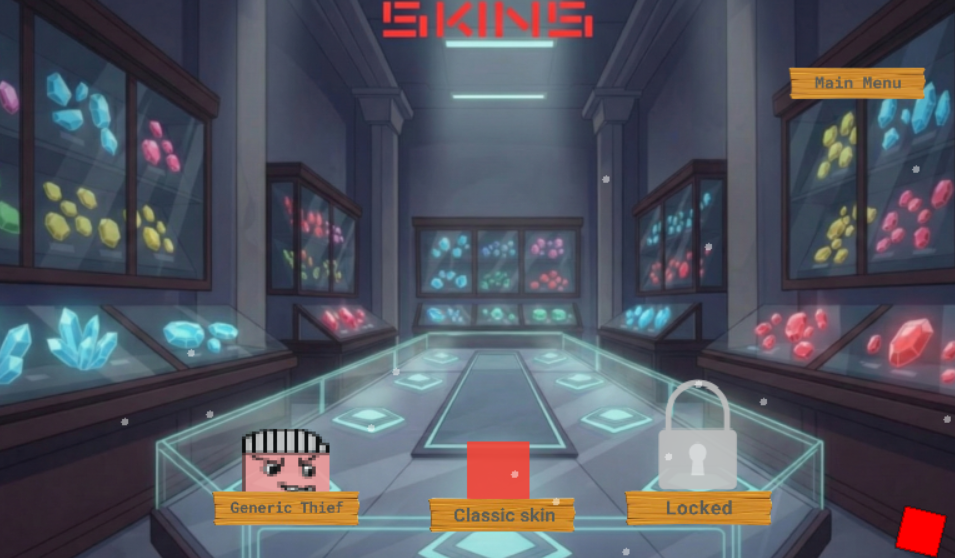 SKINS
Main Menu
Generic Thief
Classic skin
Locked